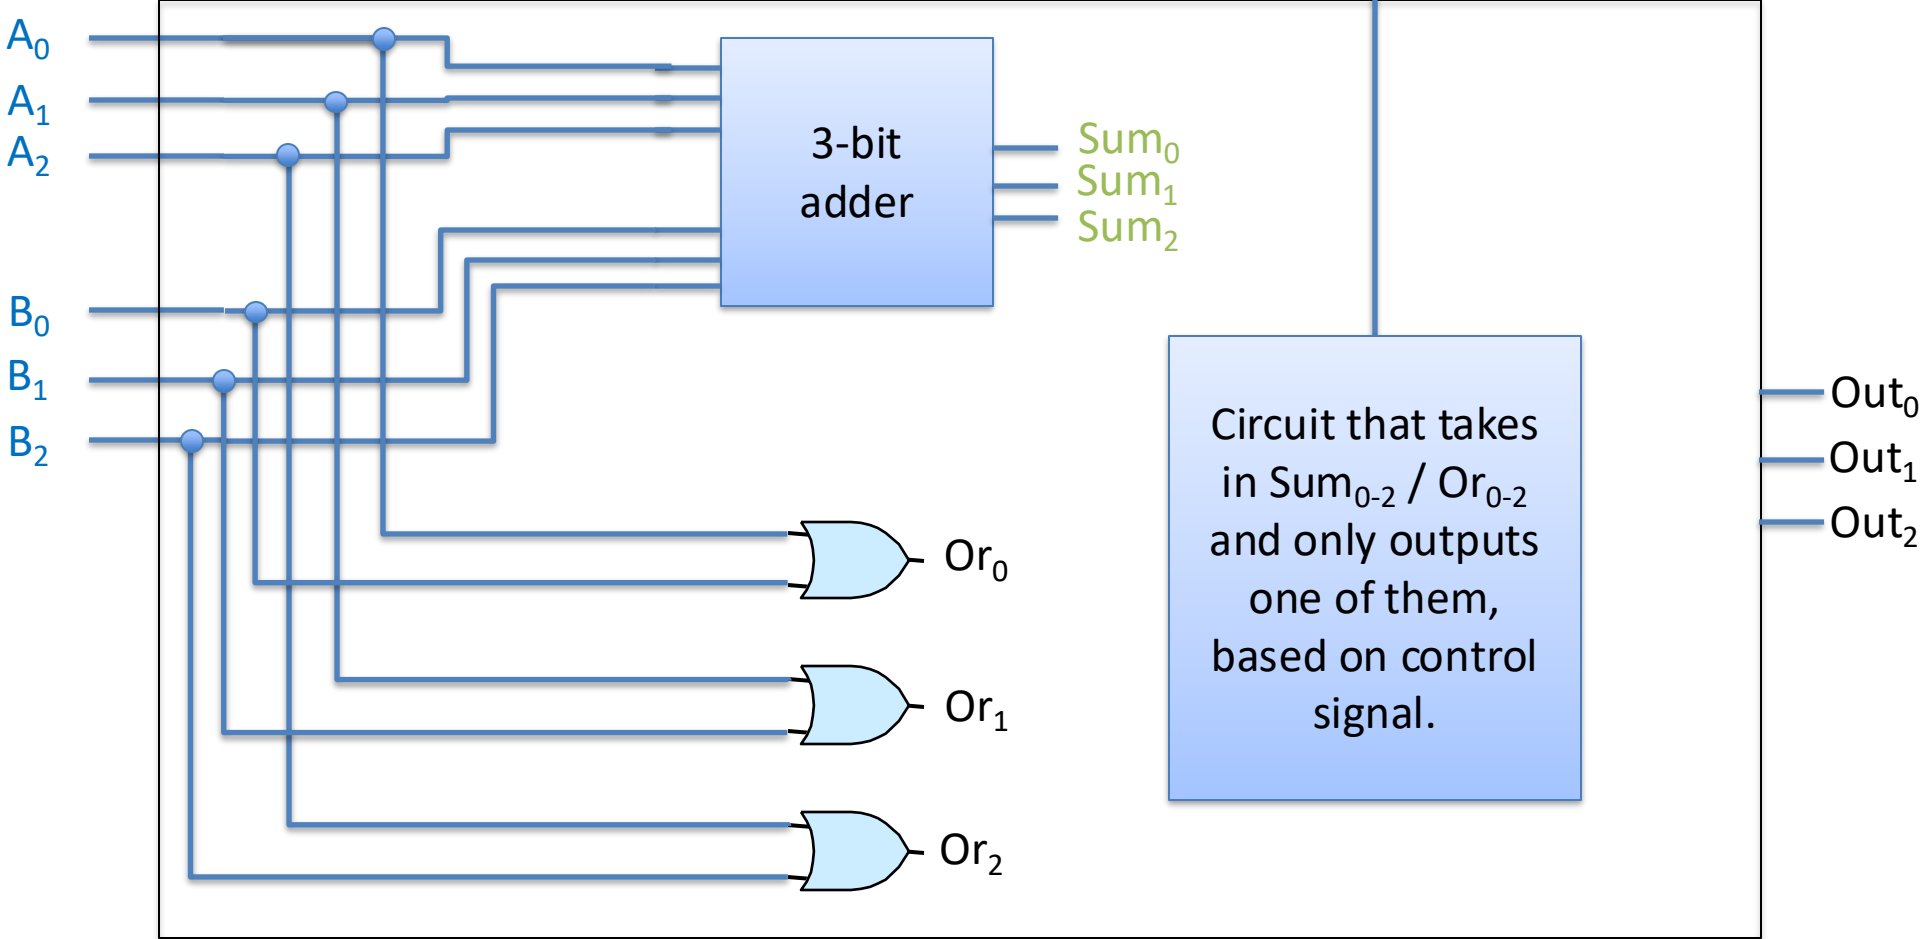 A₀
A₁
A₂
B₀
B₁
B₂
3-bit
adder
Sum₀
Sum₁
Sum₂
Or₀
Or₁
Or₂
Circuit that takes
in Sum₀₋₂ / Or₀₋₂
and only outputs
one of them,
based on control
signal.
Out₀
Out₁
Out₂